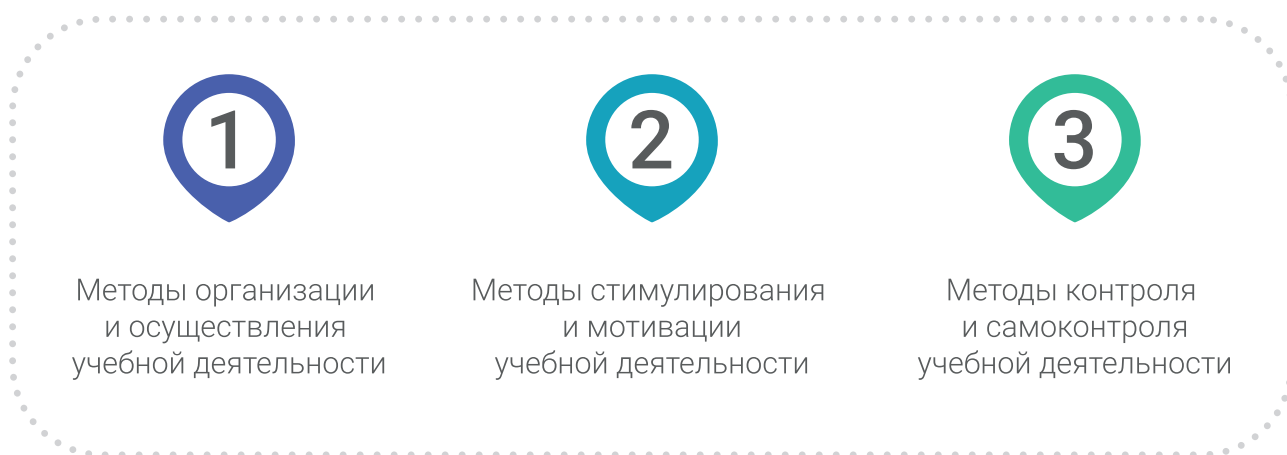 1
Методы организации
и осуществления
учебной деятельности
2
Методы стимулирования
и мотивации
учебной деятельности
3
Методы контроля
и самоконтроля
учебной деятельности